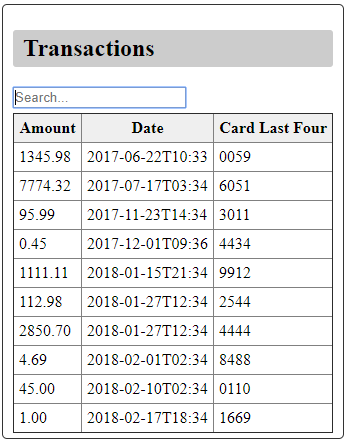 Transactions
Search...
Amount Date Card Last Four
1345.98 2017-06-22T10:33 0059
7774.32 2017-07-17T03:34 6051
95.99 2017-11-23T14:34 3011
0.45 2017-12-01T09:36 4434
1111.11 2018-01-15T21:34 9912
112.98 2018-01-27T12:34 2544
2850.70 2018-01-27T12:34 4444
4.69 2018-02-01T02:34 8488
45.00 2018-02-10T02:34 0110
1.00 2018-02-17T18:34 1669